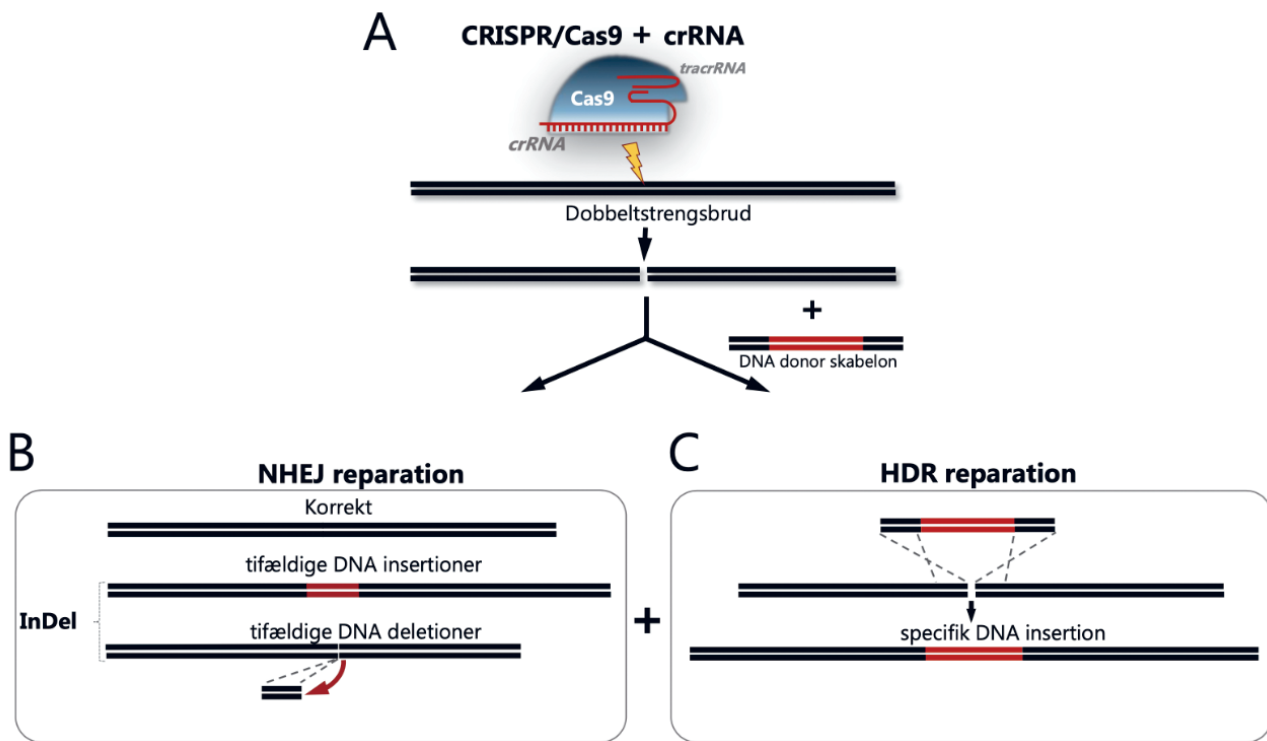 A
CRISPR/Cas9 + crRNA
tracrRNA
Cas9
crRNA
Dobbeltstrengsbrud
+
DNA donor skabelon
B
NHEJ reparation
Korrekt
tifældige DNA insertioner
InDel
tifældige DNA deletioner
+
C
HDR reparation
specifik DNA insertion